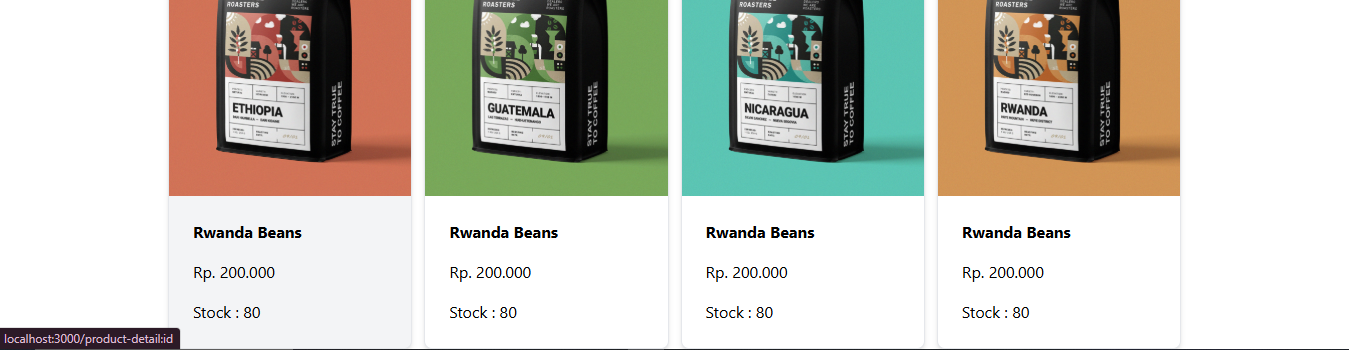 ROASTERS
ROASTERS
ROASTERS
ROASTERS
ETHIOPIA
GUATEMALA
NICARAGUA
RWANDA
STAY TRUE
TO COFFEE
STAY TRUE
TO COFFEE
STAY TRUE
TO COFFEE
STAY TRUE
TO COFFEE
Rwanda Beans
Rwanda Beans
Rwanda Beans
Rwanda Beans
Rp. 200.000
Rp. 200.000
Rp. 200.000
Rp. 200.000
Stock : 80
Stock : 80
Stock : 80
Stock : 80
localhost:3000/product-detail:id